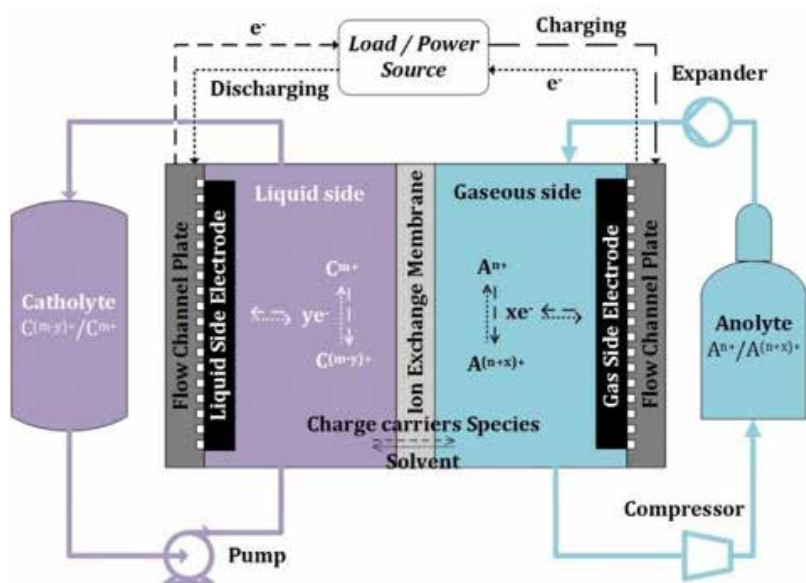 e-
Load / Power
Source
Charging
Discharging
e-
Expander
Liquid side
Gaseous side
Flow Channel Plate
Liquid Side Electrode
Ion Exchange Membrane
Gas Side Electrode
Flow Channel Plate
Catholyte
C(m-y)+/Cm+
Cm+
ye-
C(m-y)+
An+
xe-
A(n+x)+
Anolyte
An+/A(n+x)+
Charge carriers Species
Solvent
Pump
Compressor